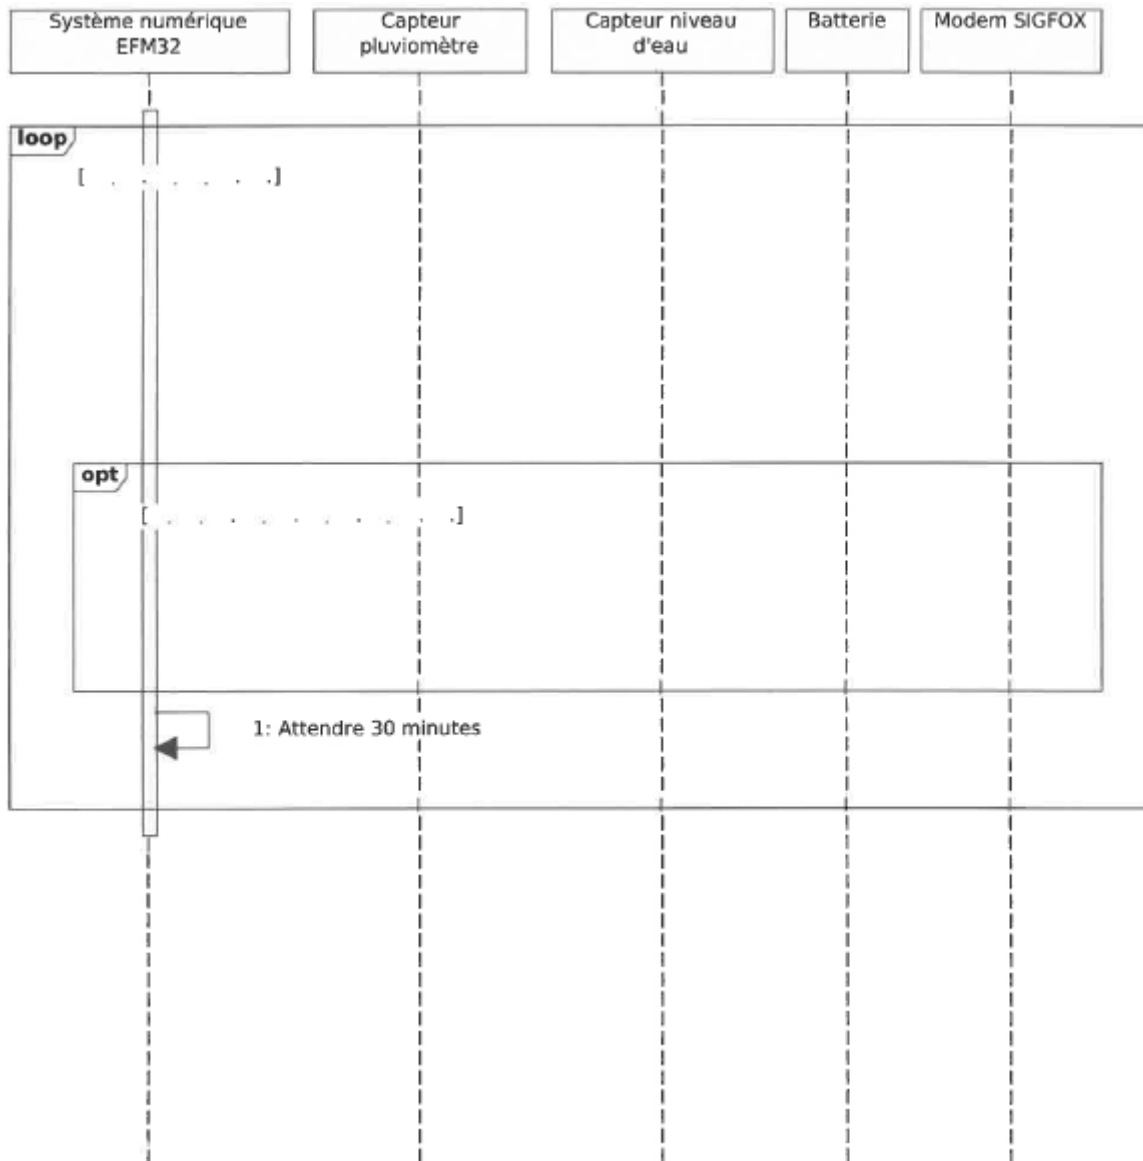 Système numérique
EFM32
Capteur
pluviomètre
Capteur niveau
d'eau
Batterie
Modem SIGFOX
loop
[ . . . . . .]
opt
[ . . . . . . . . . .]
1: Attendre 30 minutes